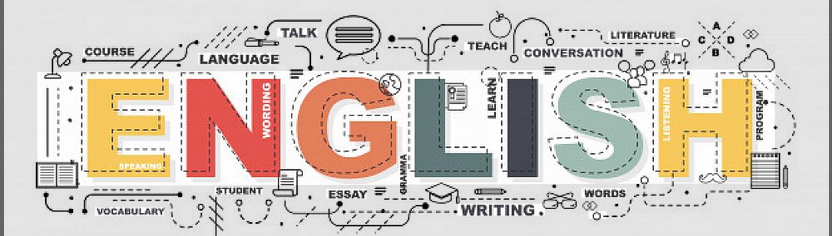 COURSE
LANGUAGE
TALK
TEACH
CONVERSATION
LITERATURE
A
C D
B
ENGLISH
SPEAKING
WORDING
GRAMMA
LEARN
LISTENING
PROGRAM
VOCABULARY
STUDENT
ESSAY
WRITING
WORDS